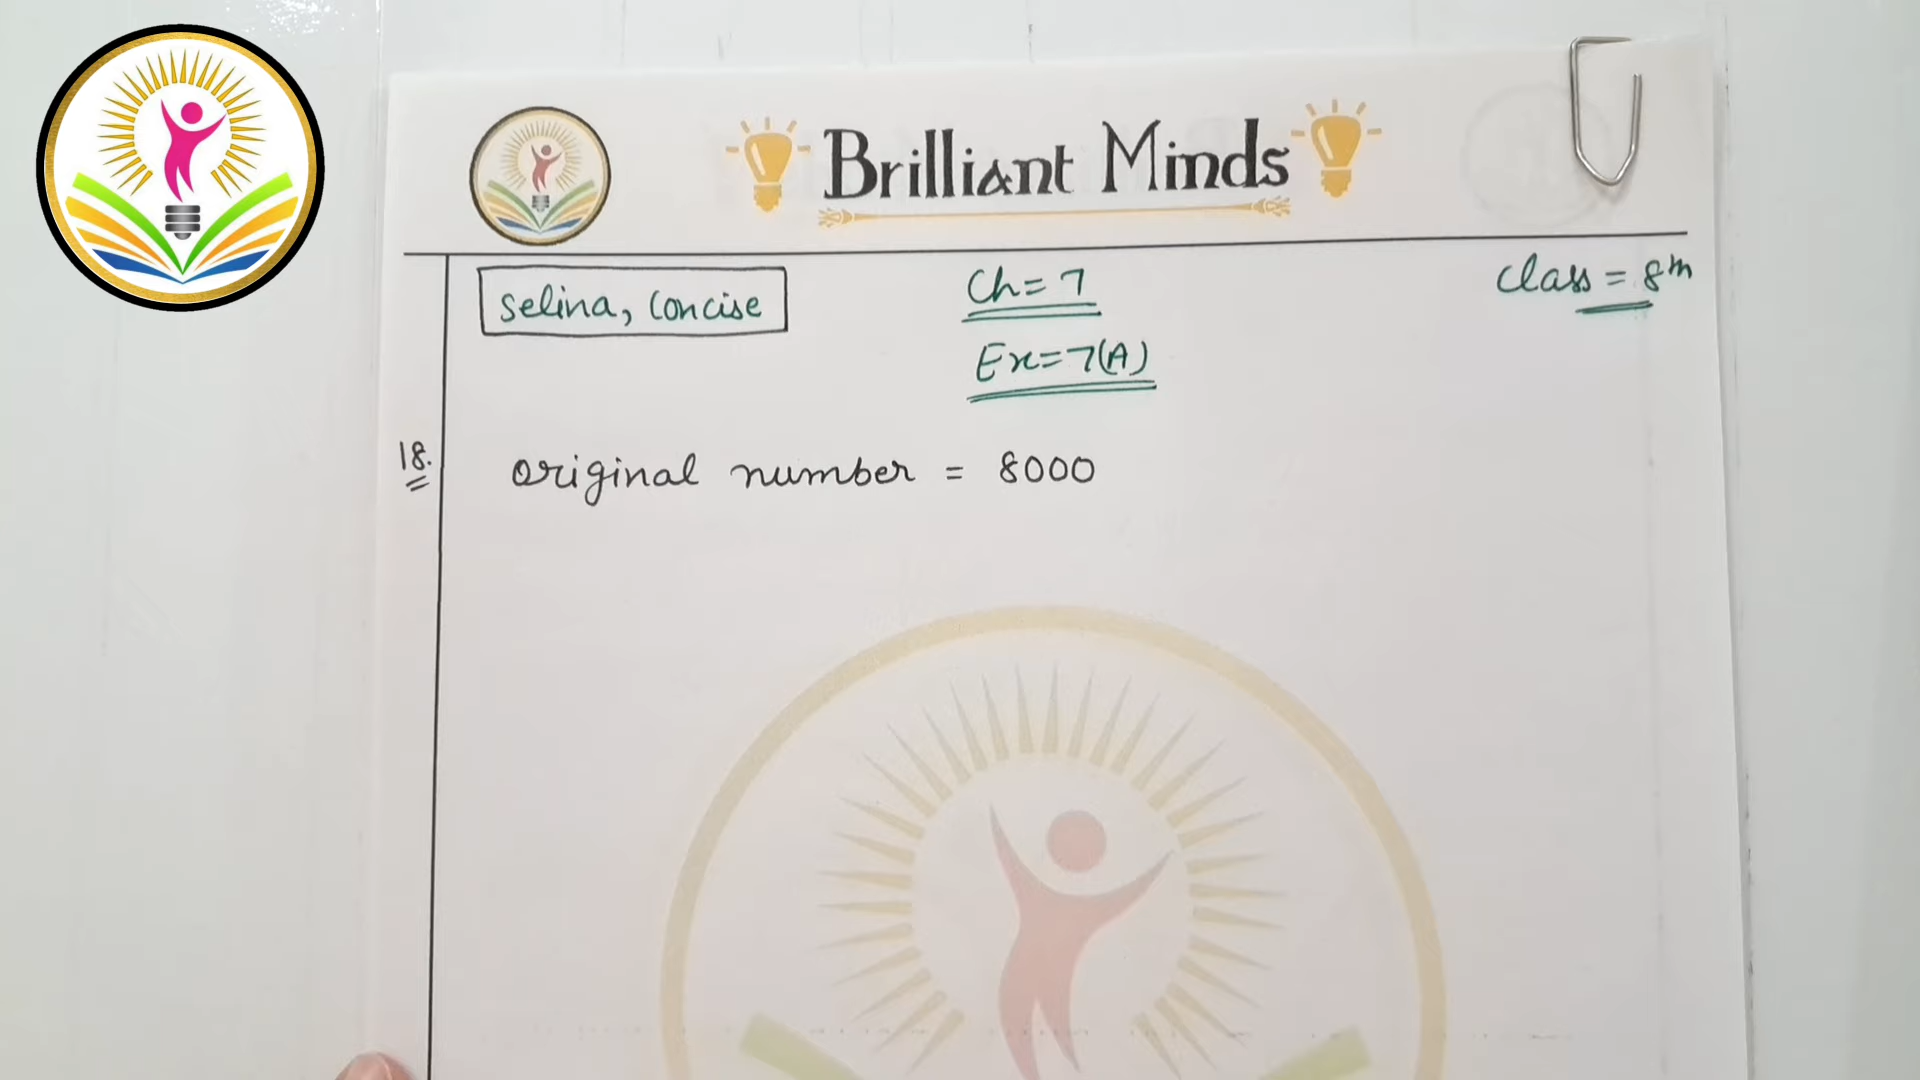 Brilliant Minds
Selina, Concise
Ch = 7
Class = 8th
Ex = 7(A)
18.
Original number = 8000